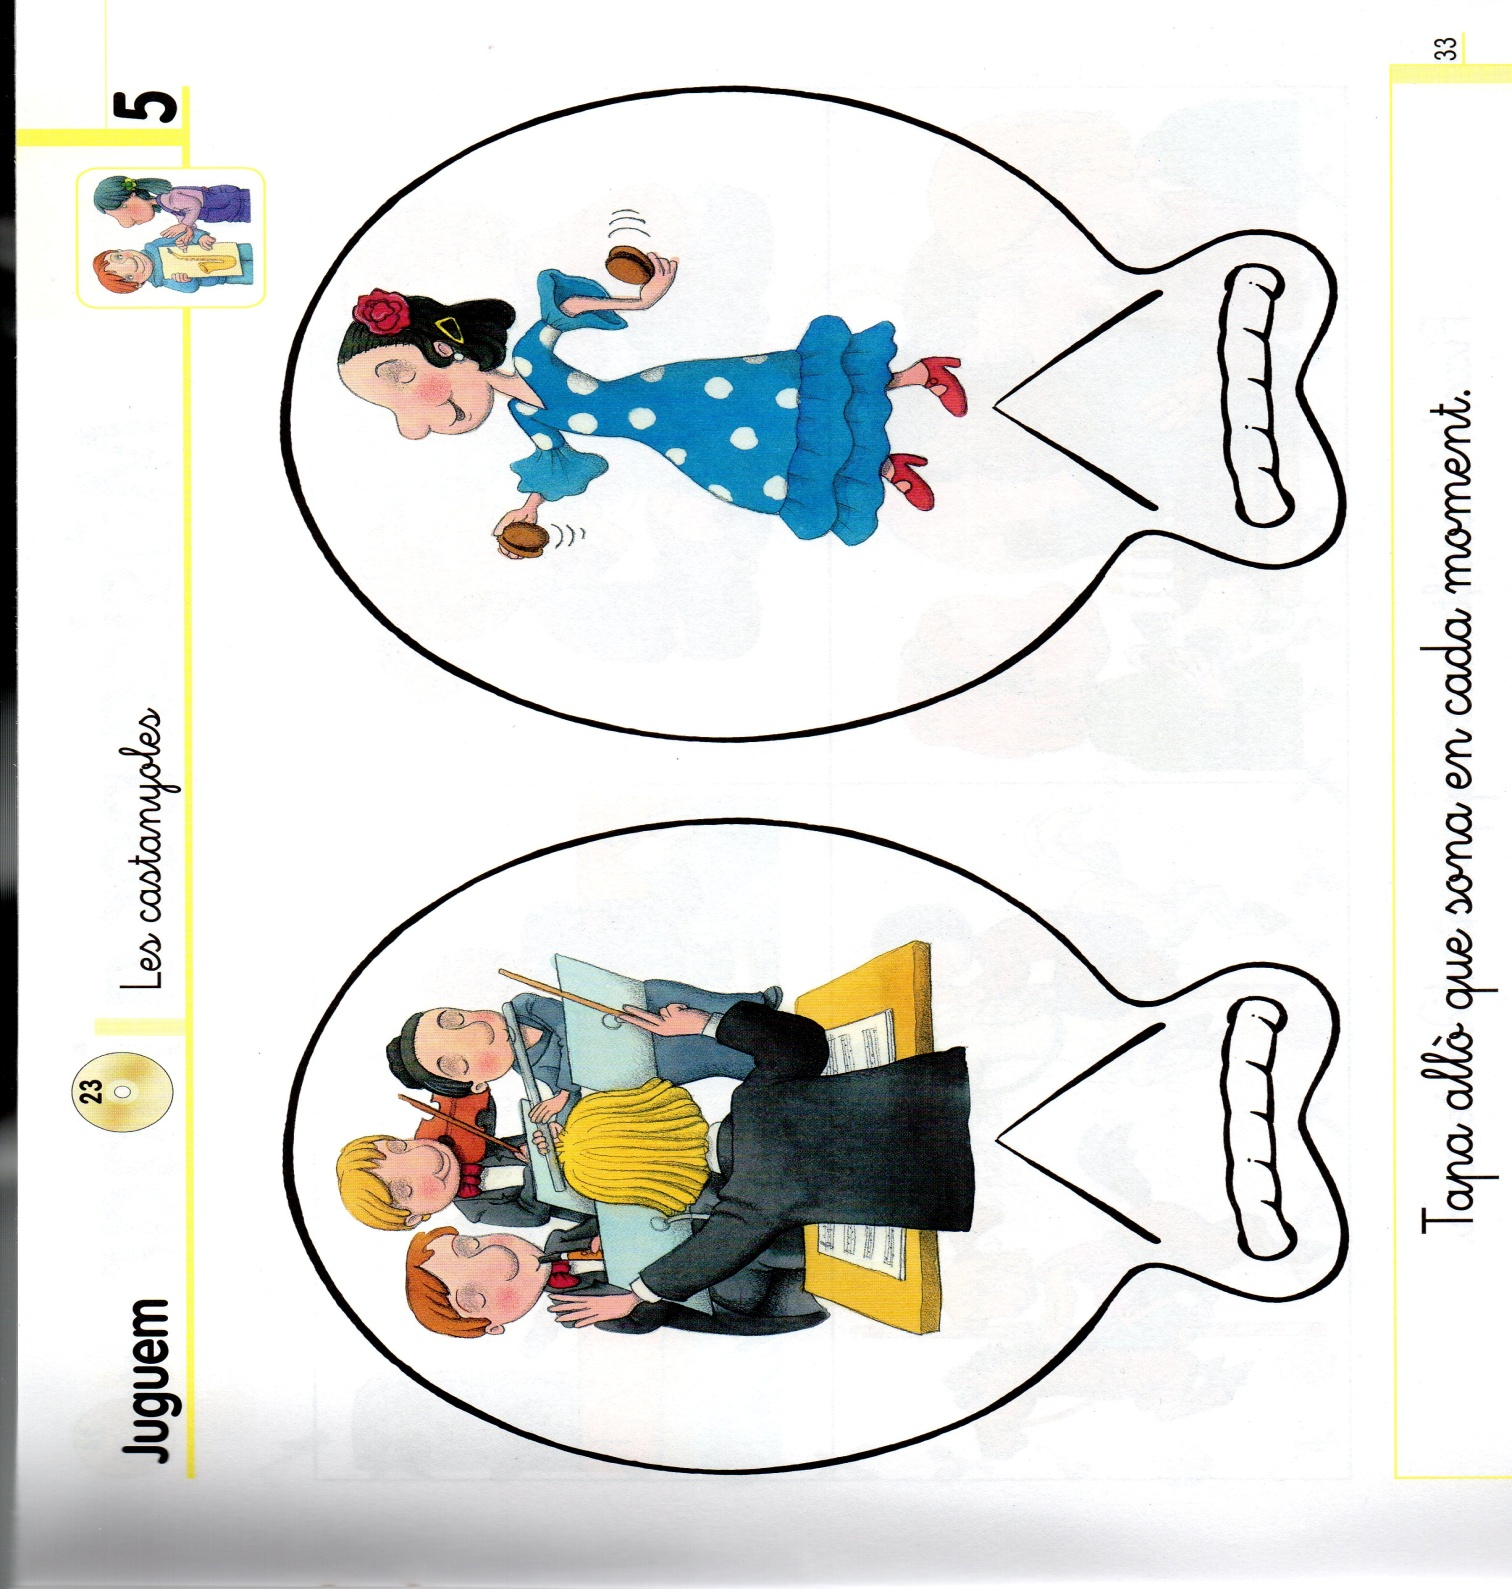 Juguem
23
Les castanyoles
5
Tapa allò que sona en cada moment.
33